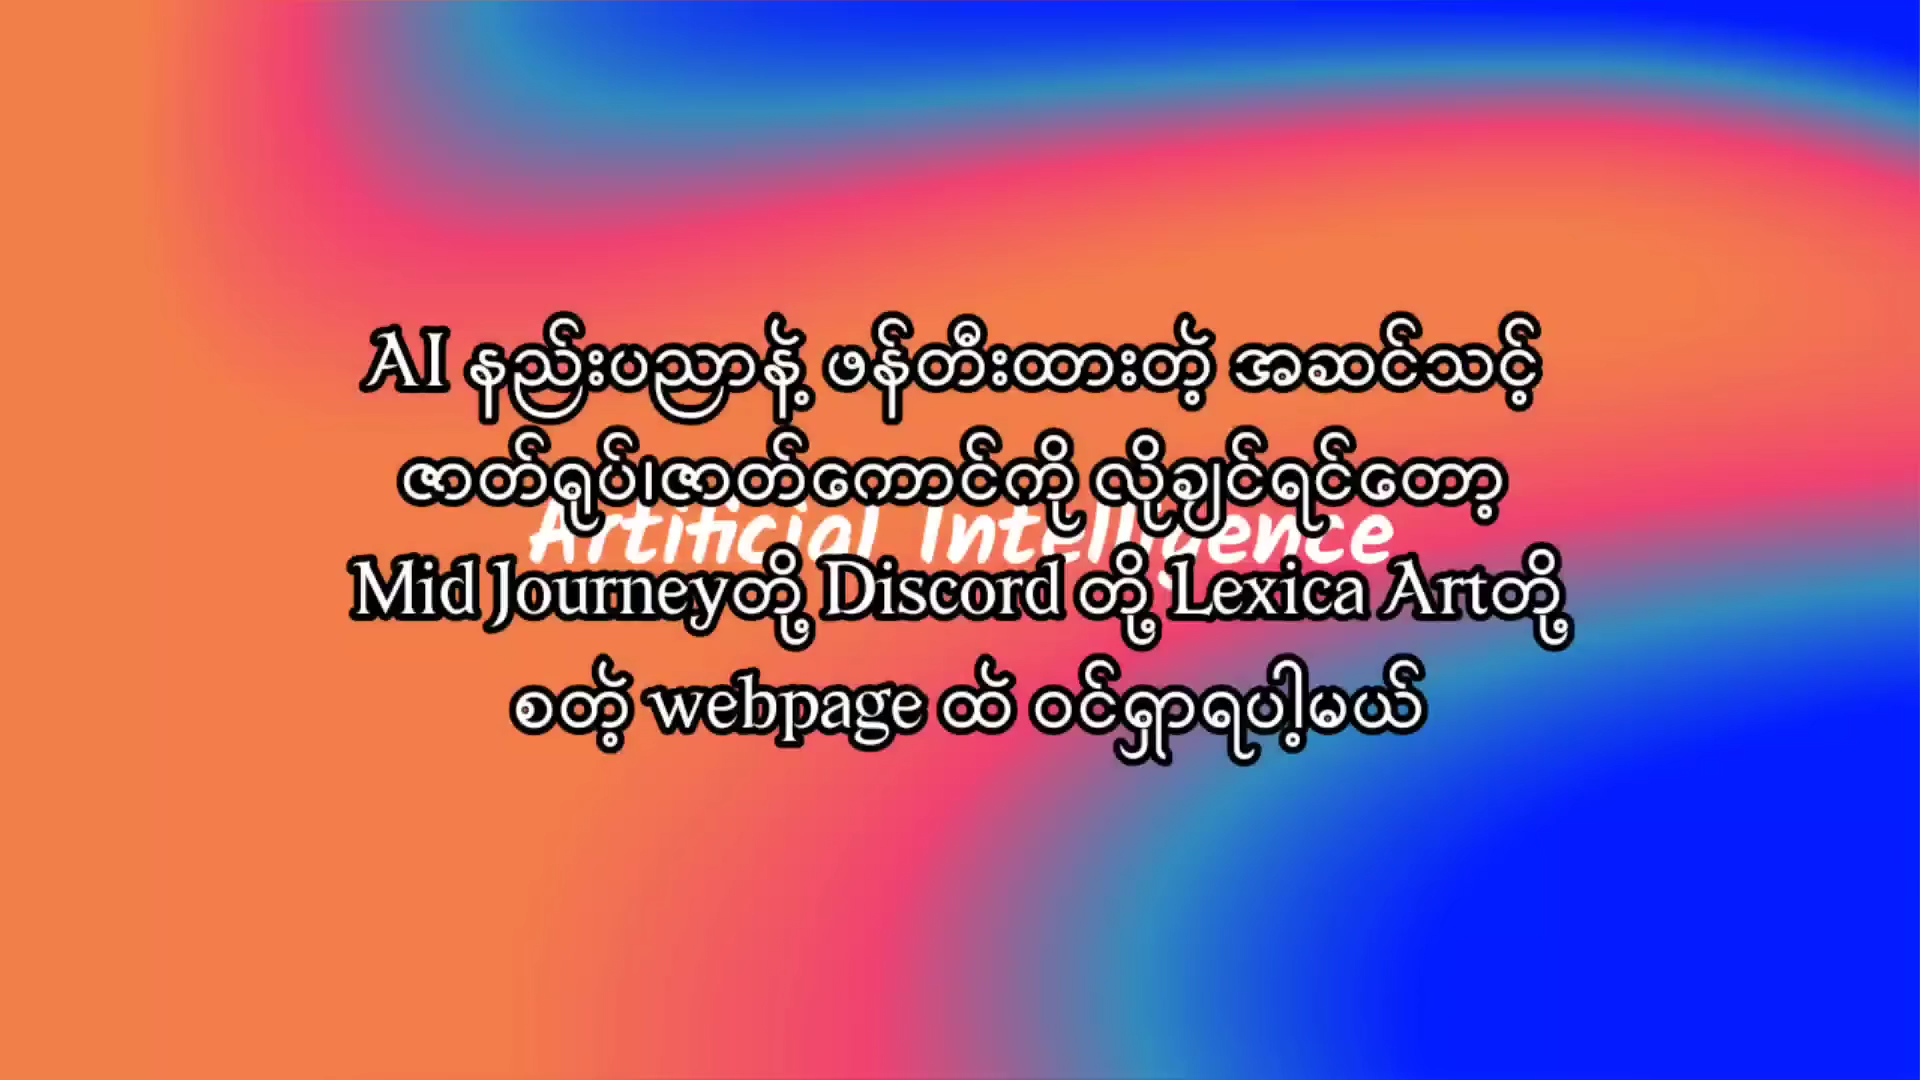 AI နည်းပညာနဲ့ ဖန်တီးထားတဲ့ အဆင်သင့်
ဇာတ်ရုပ်၊ဇာတ်ကောင်ကို လိုချင်ရင်တော့
Artificial Intelligence
Mid Journeyတို့ Discord တို့ Lexica Artတို့
စတဲ့ webpage ထဲ ဝင်ရှာရပါ့မယ်